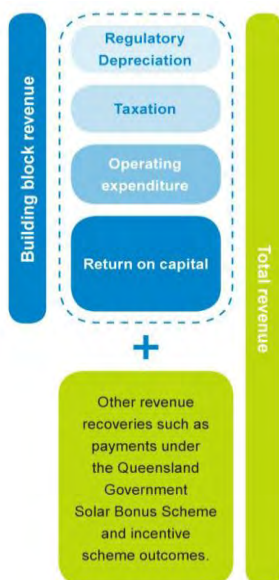 Building block revenue
Regulatory
Depreciation
Taxation
Operating
expenditure
Return on capital
+
Other revenue
recoveries such as
payments under
the Queensland
Government
Solar Bonus Scheme
and incentive
scheme outcomes.
Total revenue